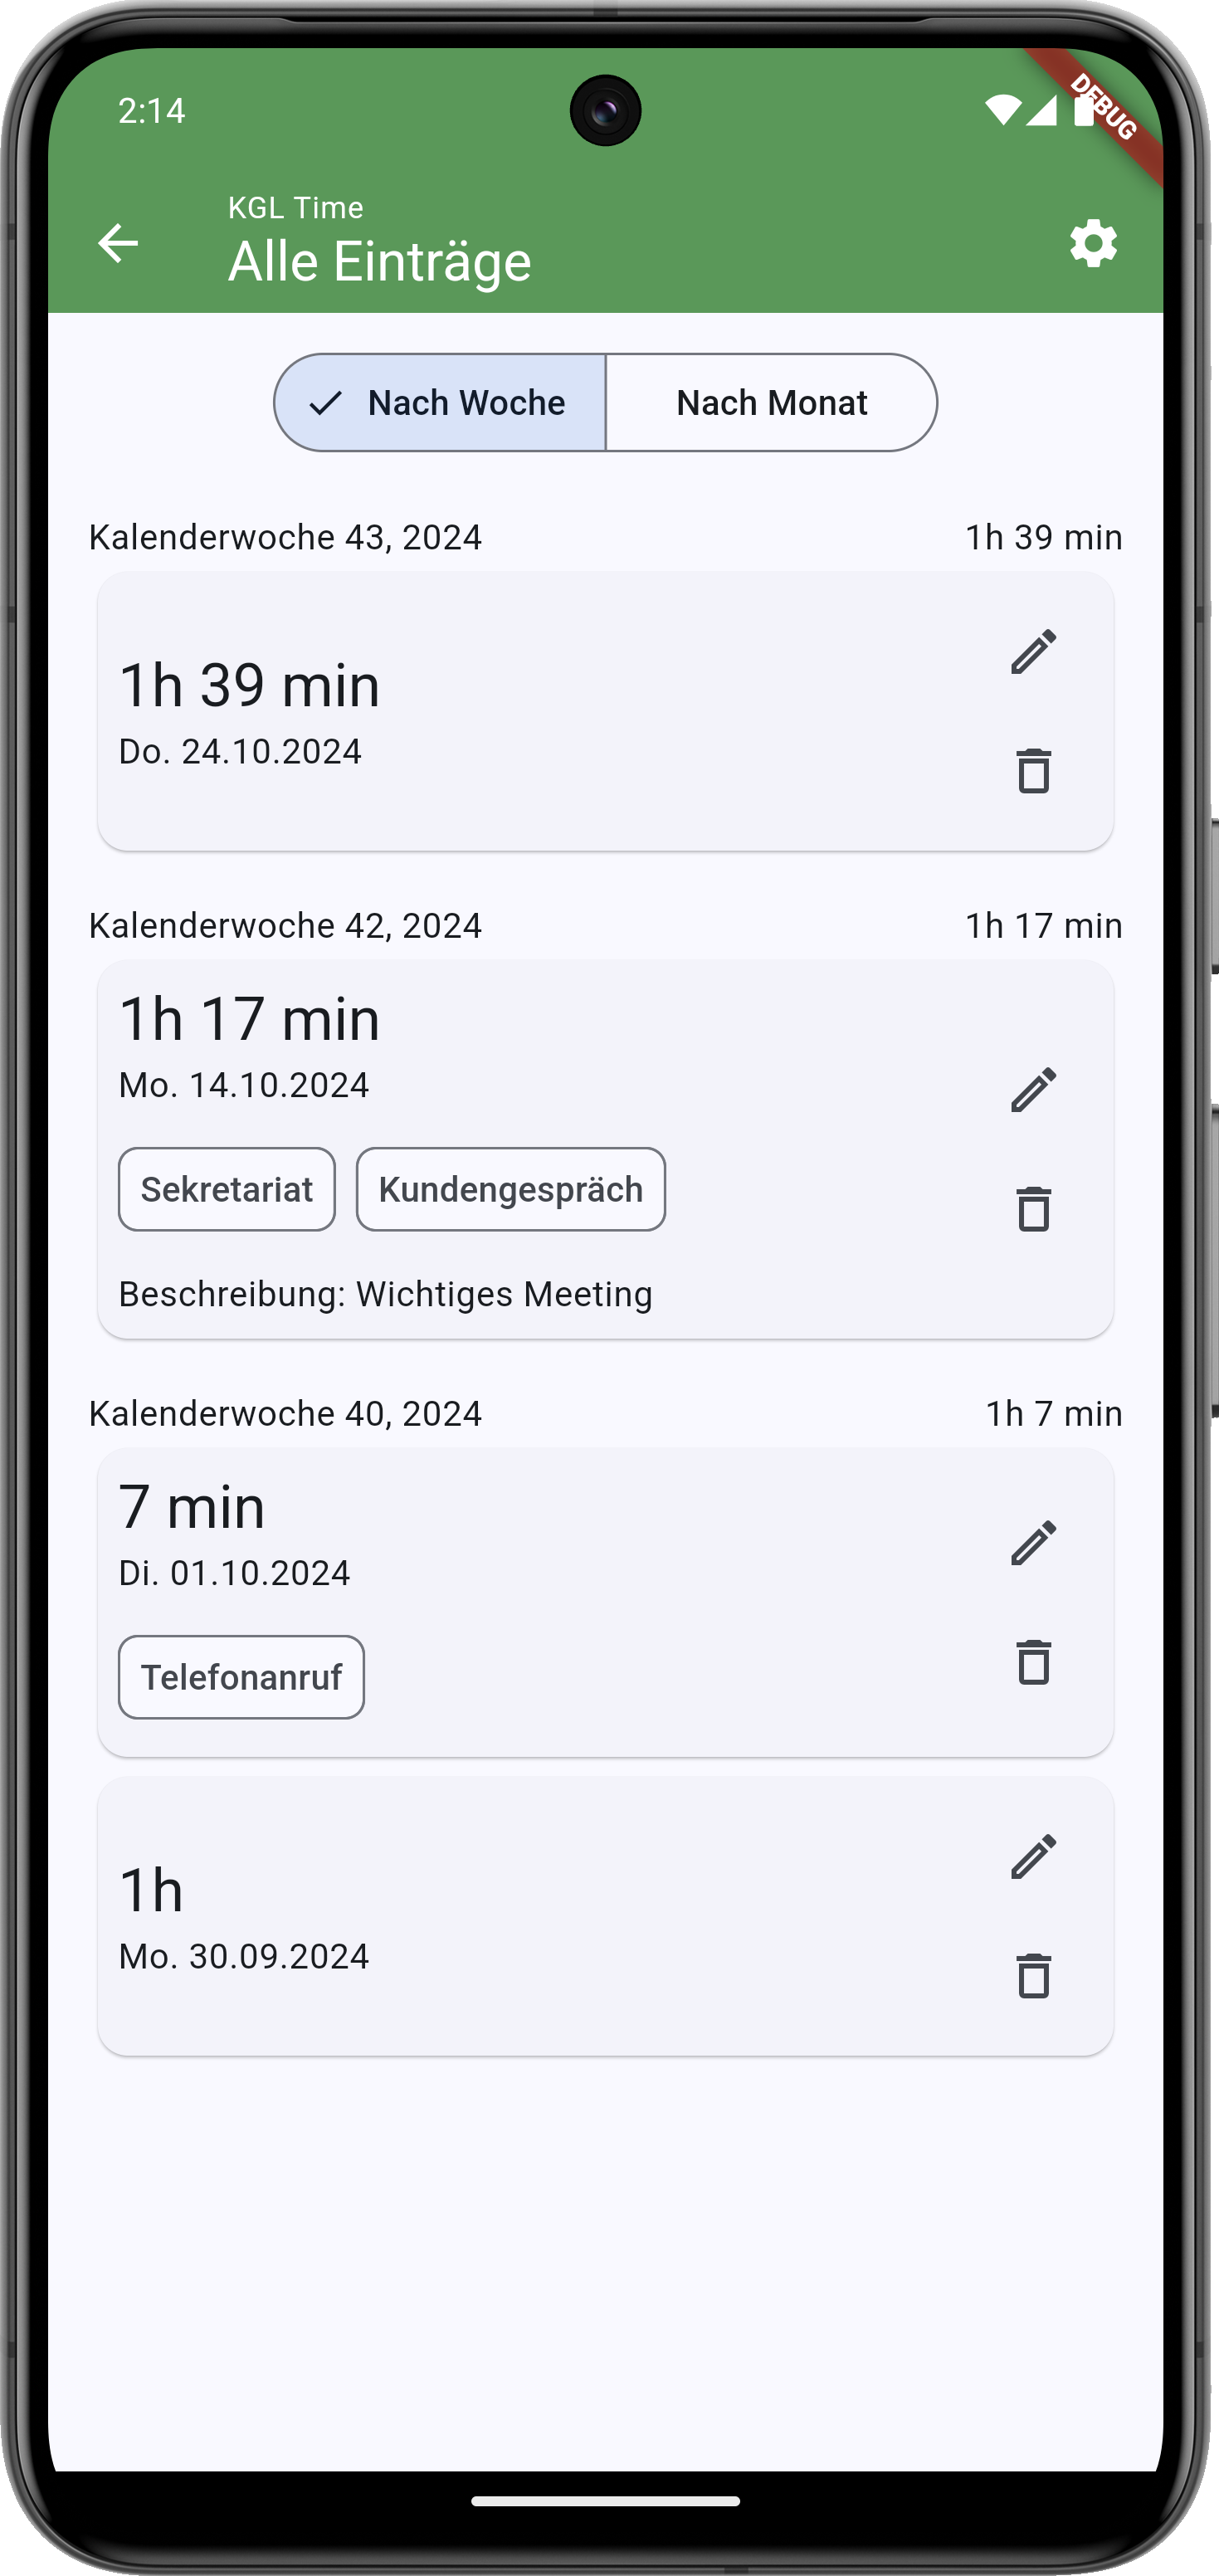 2:14
DEBUG
KGL Time
Alle Einträge
Nach Woche
Nach Monat
Kalenderwoche 43, 2024 1h 39 min
1h 39 min
Do. 24.10.2024
Kalenderwoche 42, 2024 1h 17 min
1h 17 min
Mo. 14.10.2024
Sekretariat Kundengespräch
Beschreibung: Wichtiges Meeting
Kalenderwoche 40, 2024 1h 7 min
7 min
Di. 01.10.2024
Telefonanruf
1h
Mo. 30.09.2024